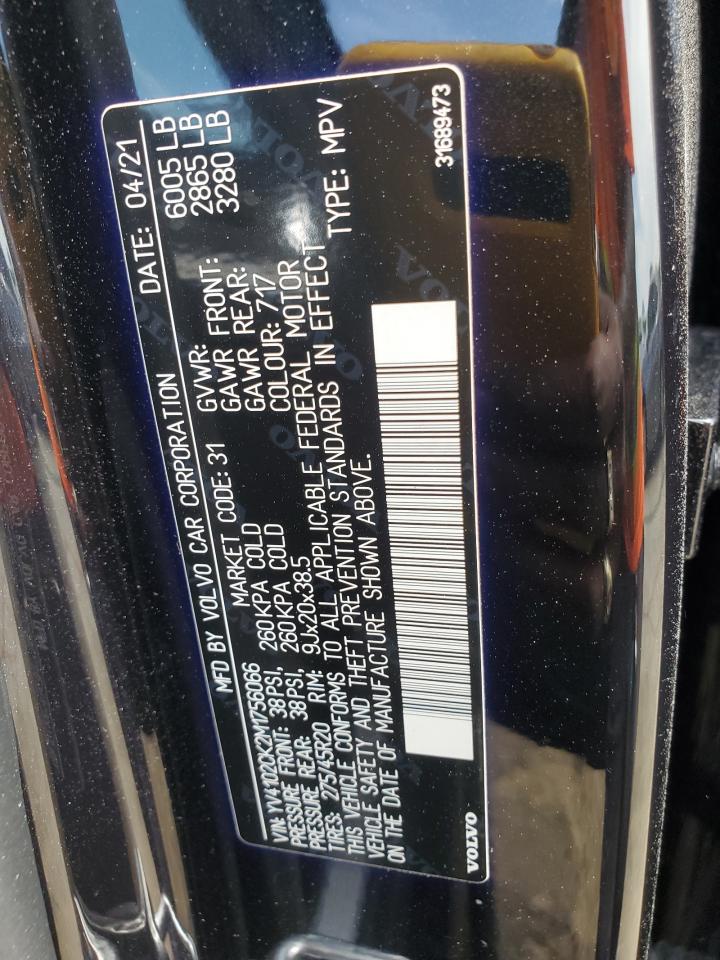 MFD BY VOLVO CAR CORPORATION DATE: 04/21
VIN: YV4102CK2M1756066 MARKET CODE: 31 GVWR: 6005 LB
PRESSURE FRONT: 38PSI, 260KPA COLD GAWR FRONT: 2865 LB
PRESSURE REAR: 38PSI, 260KPA COLD GAWR REAR: 3280 LB
TIRES: 275/45R20 RIM: 9Jx20x38.5 COLOUR: 717
THIS VEHICLE CONFORMS TO ALL APPLICABLE FEDERAL MOTOR
VEHICLE SAFETY AND THEFT PREVENTION STANDARDS IN EFFECT
ON THE DATE OF MANUFACTURE SHOWN ABOVE. TYPE: MPV
VOLVO 31689473